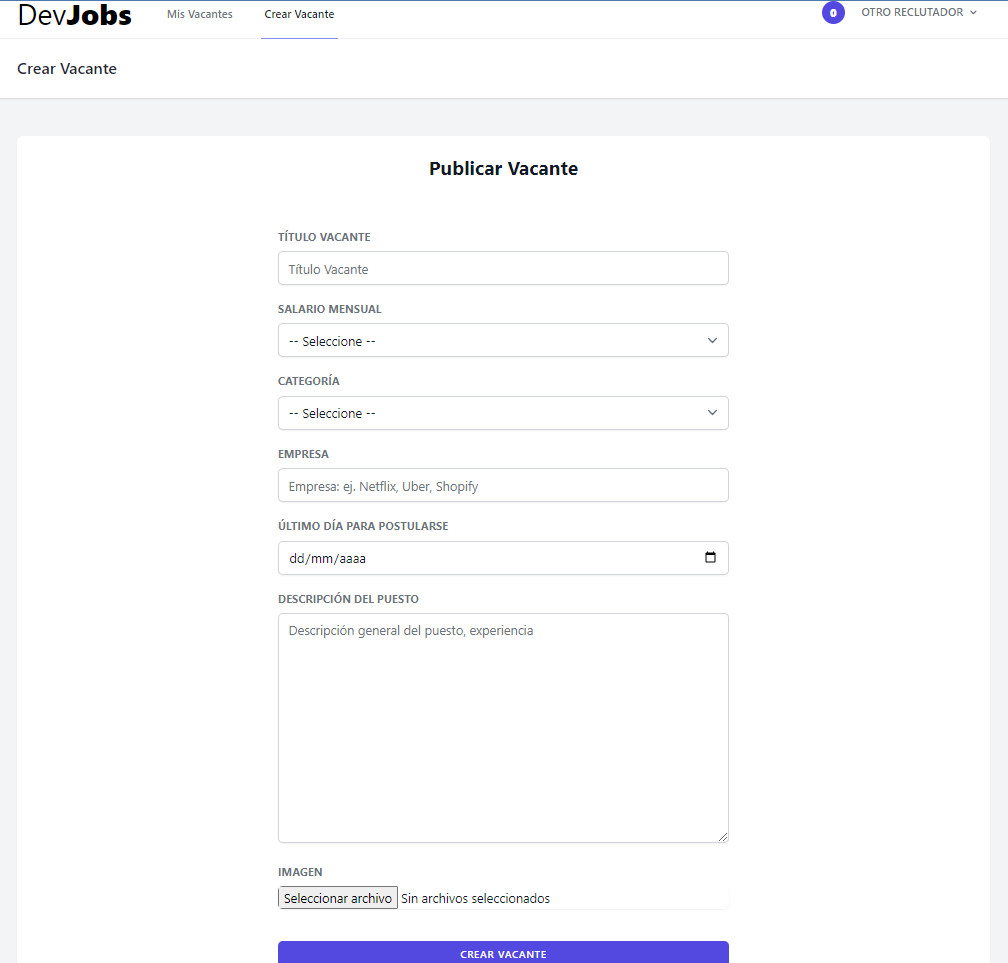 DevJobs Mis Vacantes Crear Vacante 0 OTRO RECLUTADOR
Crear Vacante
Publicar Vacante
TÍTULO VACANTE
Título Vacante
SALARIO MENSUAL
-- Seleccione --
CATEGORÍA
-- Seleccione --
EMPRESA
Empresa: ej. Netflix, Uber, Shopify
ÚLTIMO DÍA PARA POSTULARSE
dd/mm/aaaa
DESCRIPCIÓN DEL PUESTO
Descripción general del puesto, experiencia
IMAGEN
Seleccionar archivo Sin archivos seleccionados
CREAR VACANTE